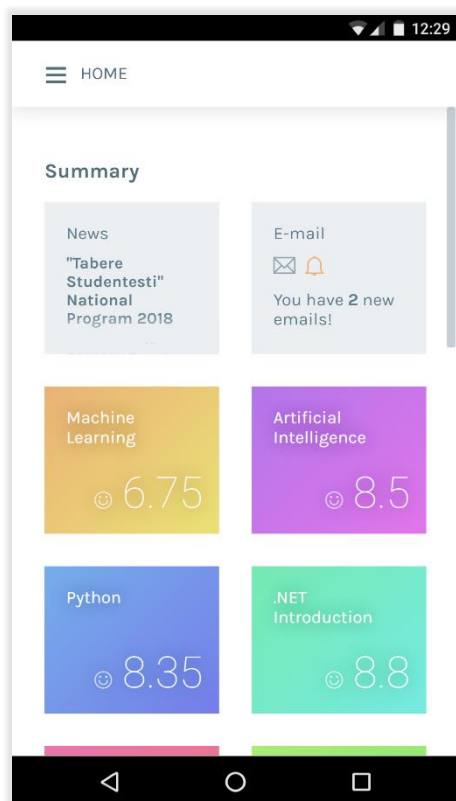 12:29
HOME
Summary
News
"Tabere
Studentesti"
National
Program 2018
E-mail
You have 2 new
emails!
Machine
Learning
6.75
Artificial
Intelligence
8.5
Python
8.35
.NET
Introduction
8.8